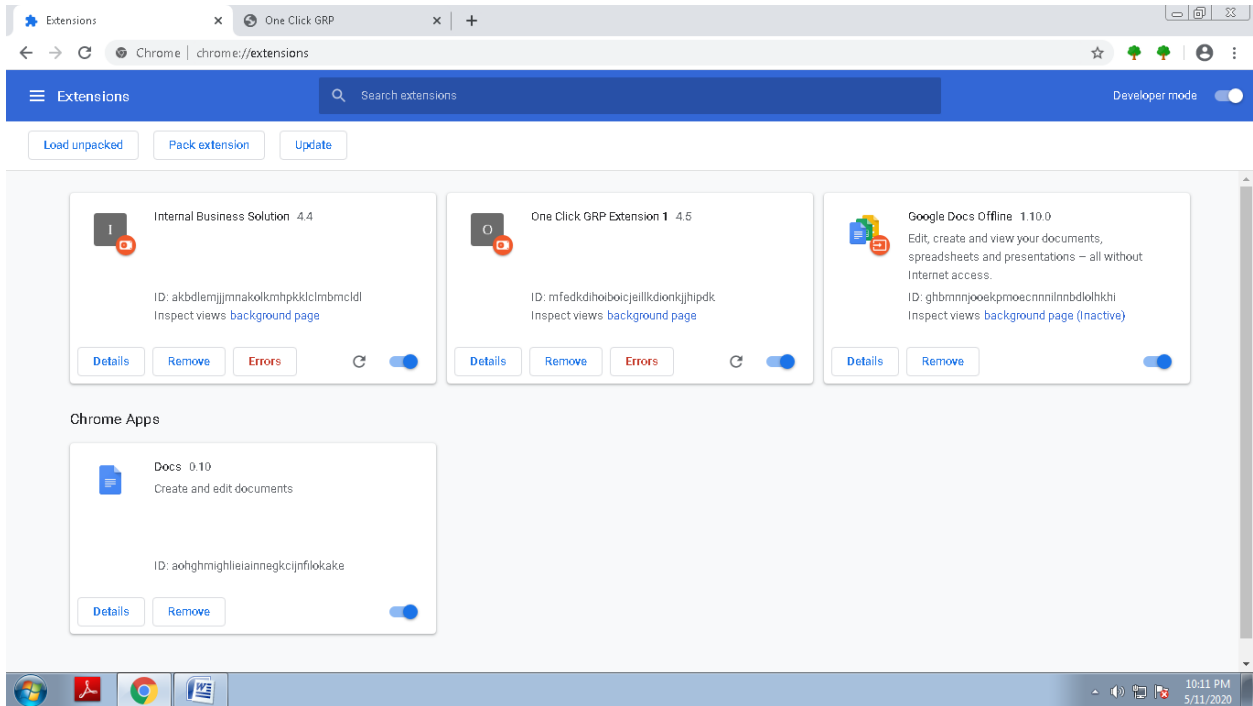 Extensions
One Click GRP
Chrome | chrome://extensions
Extensions
Search extensions
Developer mode
Load unpacked
Pack extension
Update
I
Internal Business Solution 4.4
ID: akbdlemjjjmnakolkmhpkklclmbmcldl
Inspect views background page
Details
Remove
Errors
O
One Click GRP Extension 1 4.5
ID: mfedkdihoiboicjeillkdionkjjhipdk
Inspect views background page
Details
Remove
Errors
Google Docs Offline 1.10.0
Edit, create and view your documents,
spreadsheets and presentations — all without
Internet access.
ID: ghbmnnjooekpmoecnnnilnnbdlolhkhi
Inspect views background page (Inactive)
Details
Remove
Chrome Apps
Docs 0.10
Create and edit documents
ID: aohghmighlieiainnegkcijnfilokake
Details
Remove
W
10:11 PM
5/11/2020